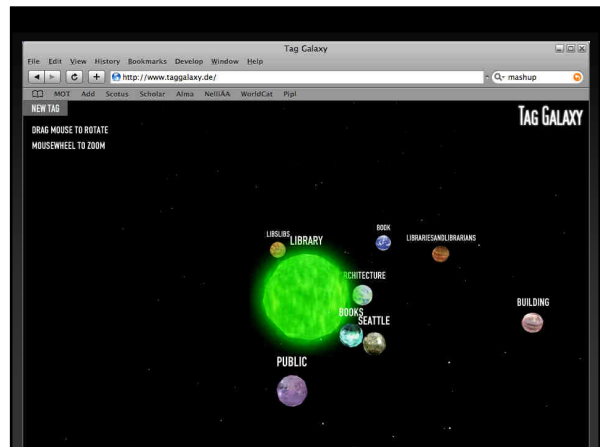 Tag Galaxy
File Edit View History Bookmarks Develop Window Help
http://www.taggalaxy.de/
mashup
MOT Add Scotus Scholar Alma NelliÄÄ WorldCat Pipl
NEW TAG
TAG GALAXY
DRAG MOUSE TO ROTATE
MOUSEWHEEL TO ZOOM
BOOK
LIBSLIBS
LIBRARY
LIBRARIESANDLIBRARIANS
ARCHITECTURE
BUILDING
BOOKS
SEATTLE
PUBLIC